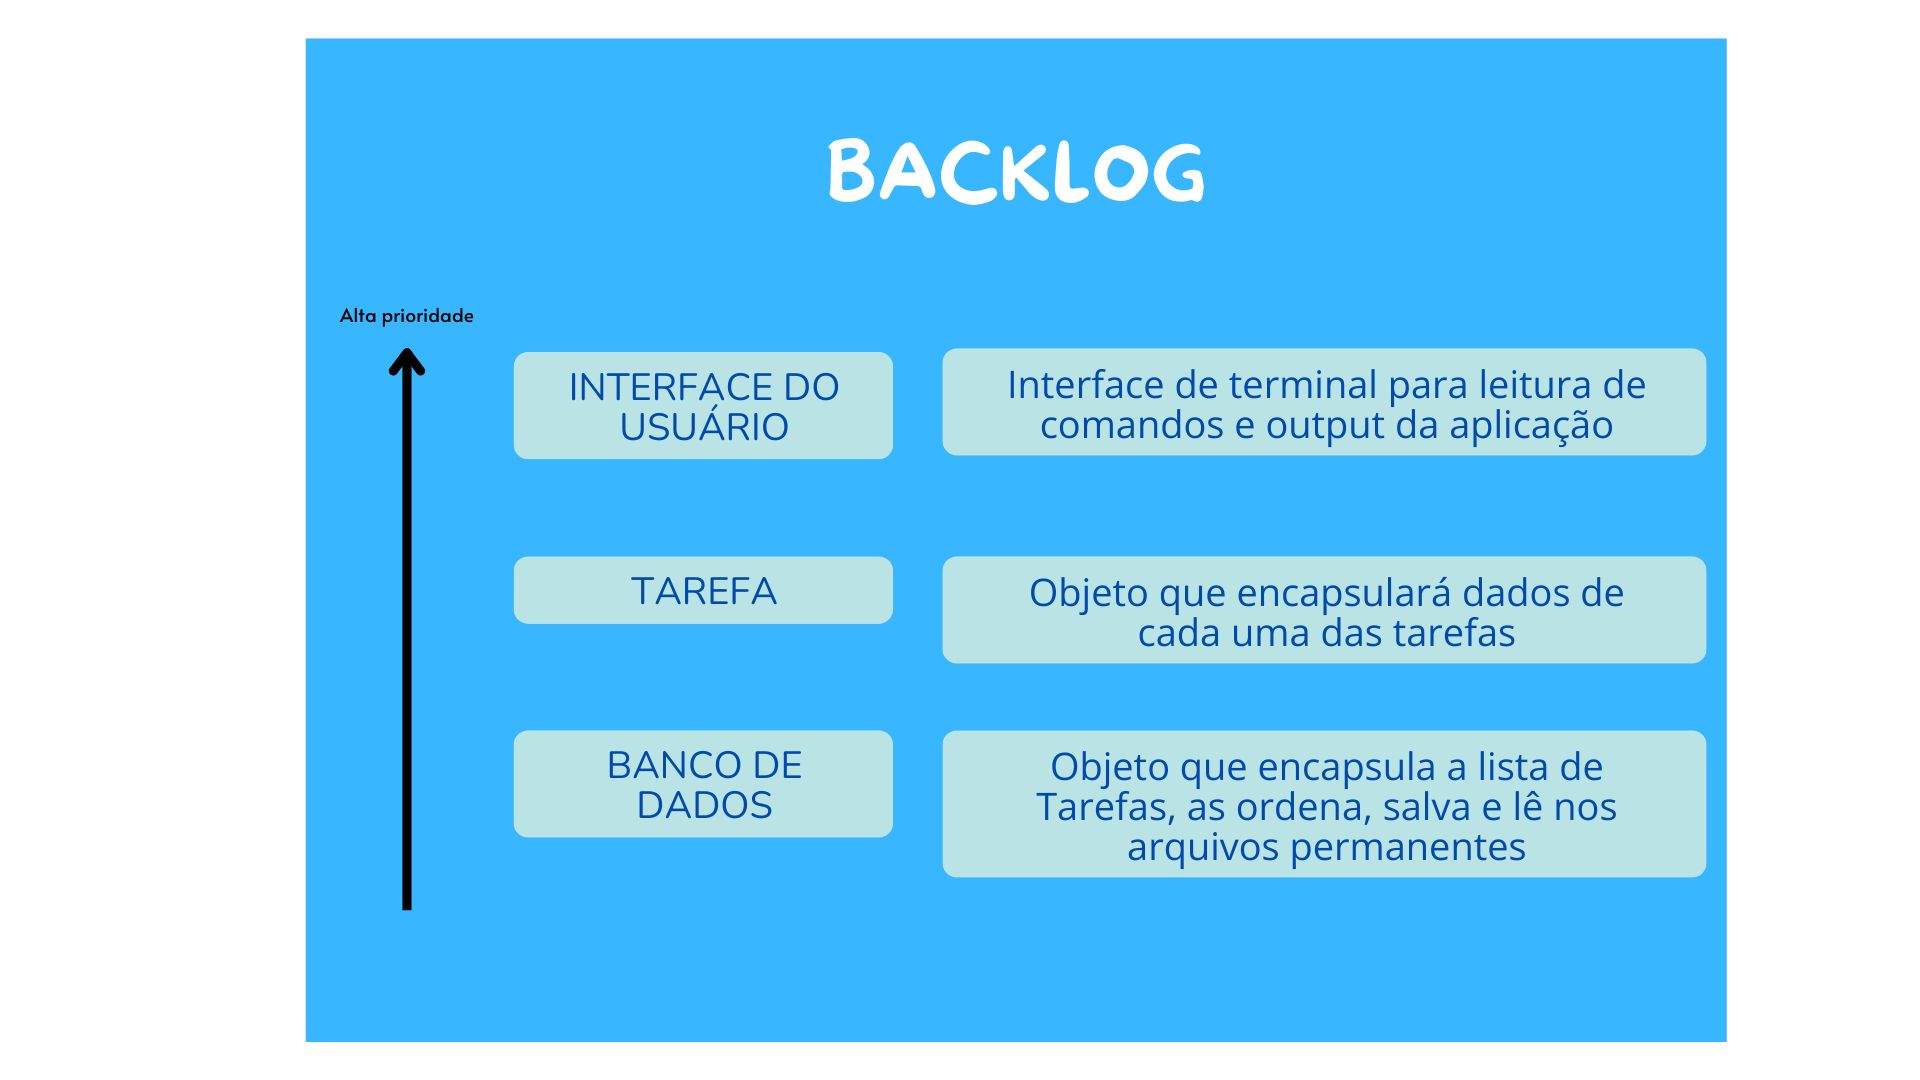 BACKLOG
Alta prioridade
INTERFACE DO
USUÁRIO
Interface de terminal para leitura de
comandos e output da aplicação
TAREFA
Objeto que encapsulará dados de
cada uma das tarefas
BANCO DE
DADOS
Objeto que encapsula a lista de
Tarefas, as ordena, salva e lê nos
arquivos permanentes